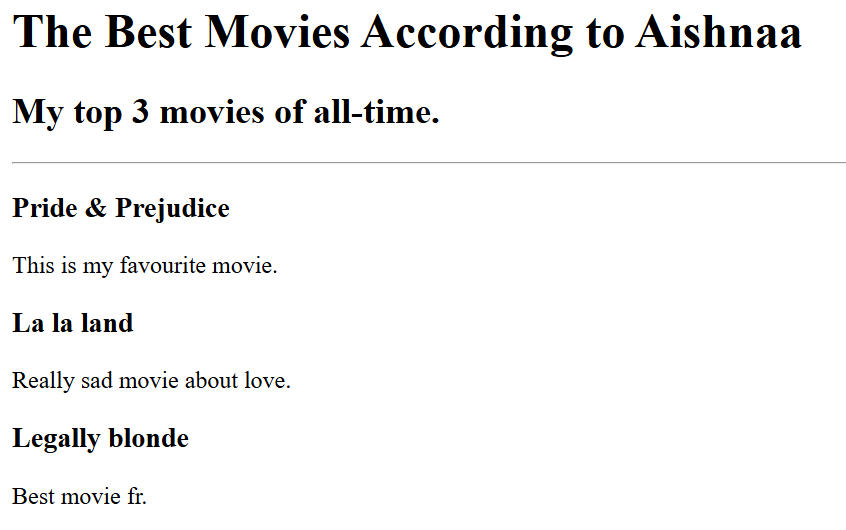 The Best Movies According to Aishnaa
My top 3 movies of all-time.
Pride & Prejudice
This is my favourite movie.
La la land
Really sad movie about love.
Legally blonde
Best movie fr.